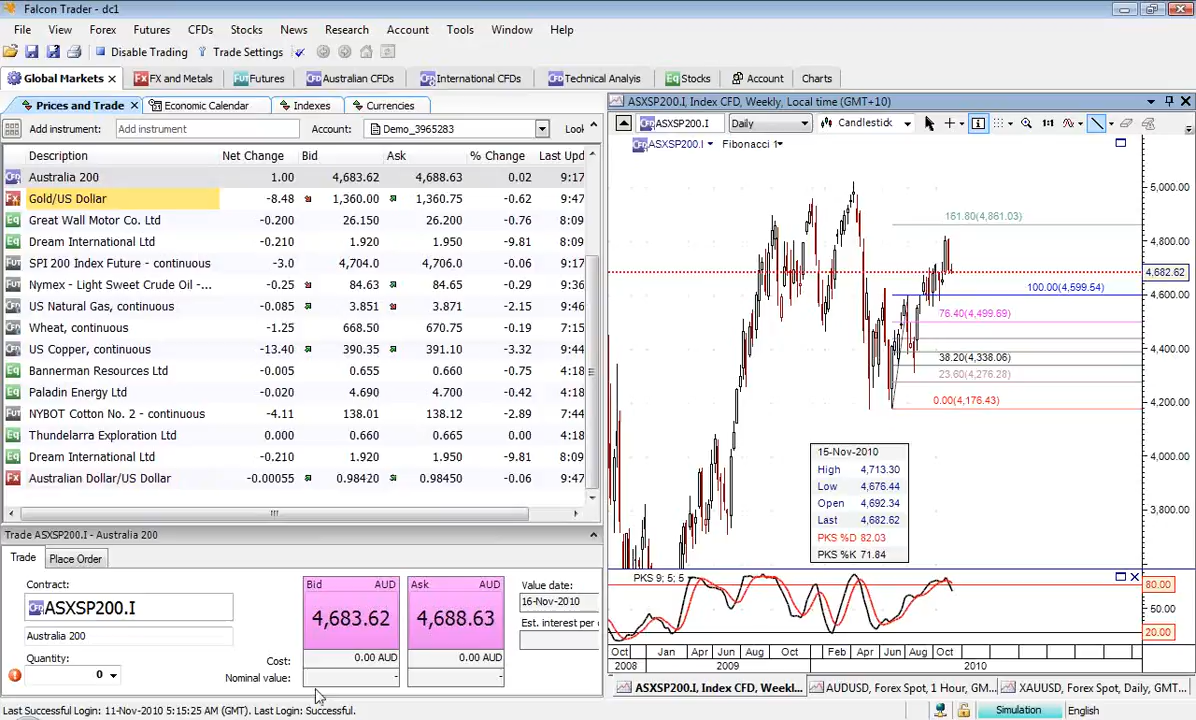 Falcon Trader - dc1
File View Forex Futures CFDs Stocks News Research Account Tools Window Help
Disable Trading Trade Settings
Global Markets FX and Metals Futures Australian CFDs International CFDs Technical Analyis Stocks Account Charts
Prices and Trade Economic Calendar Indexes Currencies
Add instrument: Add instrument Account: Demo_3965283 Look
Description Net Change Bid Ask % Change Last Upd
Australia 200 1.00 4,683.62 4,688.63 0.02 9:17
Gold/US Dollar -8.48 1,360.00 1,360.75 -0.62 9:47
Great Wall Motor Co. Ltd -0.200 26.150 26.200 -0.76 8:09
Dream International Ltd -0.210 1.920 1.950 -9.81 8:09
SPI 200 Index Future - continuous -3.0 4,704.0 4,706.0 -0.06 9:17
Nymex - Light Sweet Crude Oil -... -0.25 84.63 84.65 -0.29 9:36
US Natural Gas, continuous -0.085 3.851 3.871 -2.15 9:46
Wheat, continuous -1.25 668.50 670.75 -0.19 7:15
US Copper, continuous -13.40 390.35 391.10 -3.32 9:44
Bannerman Resources Ltd -0.005 0.655 0.660 -0.75 4:18
Paladin Energy Ltd -0.020 4.690 4.700 -0.42 4:18
NYBOT Cotton No. 2 - continuous -4.11 138.01 138.12 -2.89 7:44
Thundelarra Exploration Ltd 0.000 0.660 0.665 0.00 4:18
Dream International Ltd -0.210 1.920 1.950 -9.81 8:09
Australian Dollar/US Dollar -0.00055 0.98420 0.98450 -0.06 9:47
Trade ASXSP200.I - Australia 200
Trade Place Order
Contract:
ASXSP200.I
Australia 200
Quantity:
0
Bid AUD
4,683.62
Ask AUD
4,688.63
Cost: 0.00 AUD 0.00 AUD
Nominal value: - -
Value date:
16-Nov-2010
Est. interest per
Last Successful Login: 11-Nov-2010 5:15:25 AM (GMT). Last Login: Successful.
ASXSP200.I, Index CFD, Weekly, Local time (GMT+10)
ASXSP200.I Daily Candlestick 1:1
ASXSP200.I Fibonacci 1
161.80(4,861.03)
100.00(4,599.54)
76.40(4,499.69)
38.20(4,338.06)
23.60(4,276.28)
0.00(4,176.43)
5,000.00
4,800.00
4,682.62
4,600.00
4,400.00
4,200.00
4,000.00
3,800.00
15-Nov-2010
High 4,713.30
Low 4,676.44
Open 4,692.34
Last 4,682.62
PKS %D 82.03
PKS %K 71.84
PKS 9; 5; 5
80.00
50.00
20.00
Oct Jan Apr Jun Aug Oct Feb Apr Jun Aug Oct
2008 2009 2010
ASXSP200.I, Index CFD, Weekl... AUDUSD, Forex Spot, 1 Hour, GM... XAUUSD, Forex Spot, Daily, GMT...
Simulation English